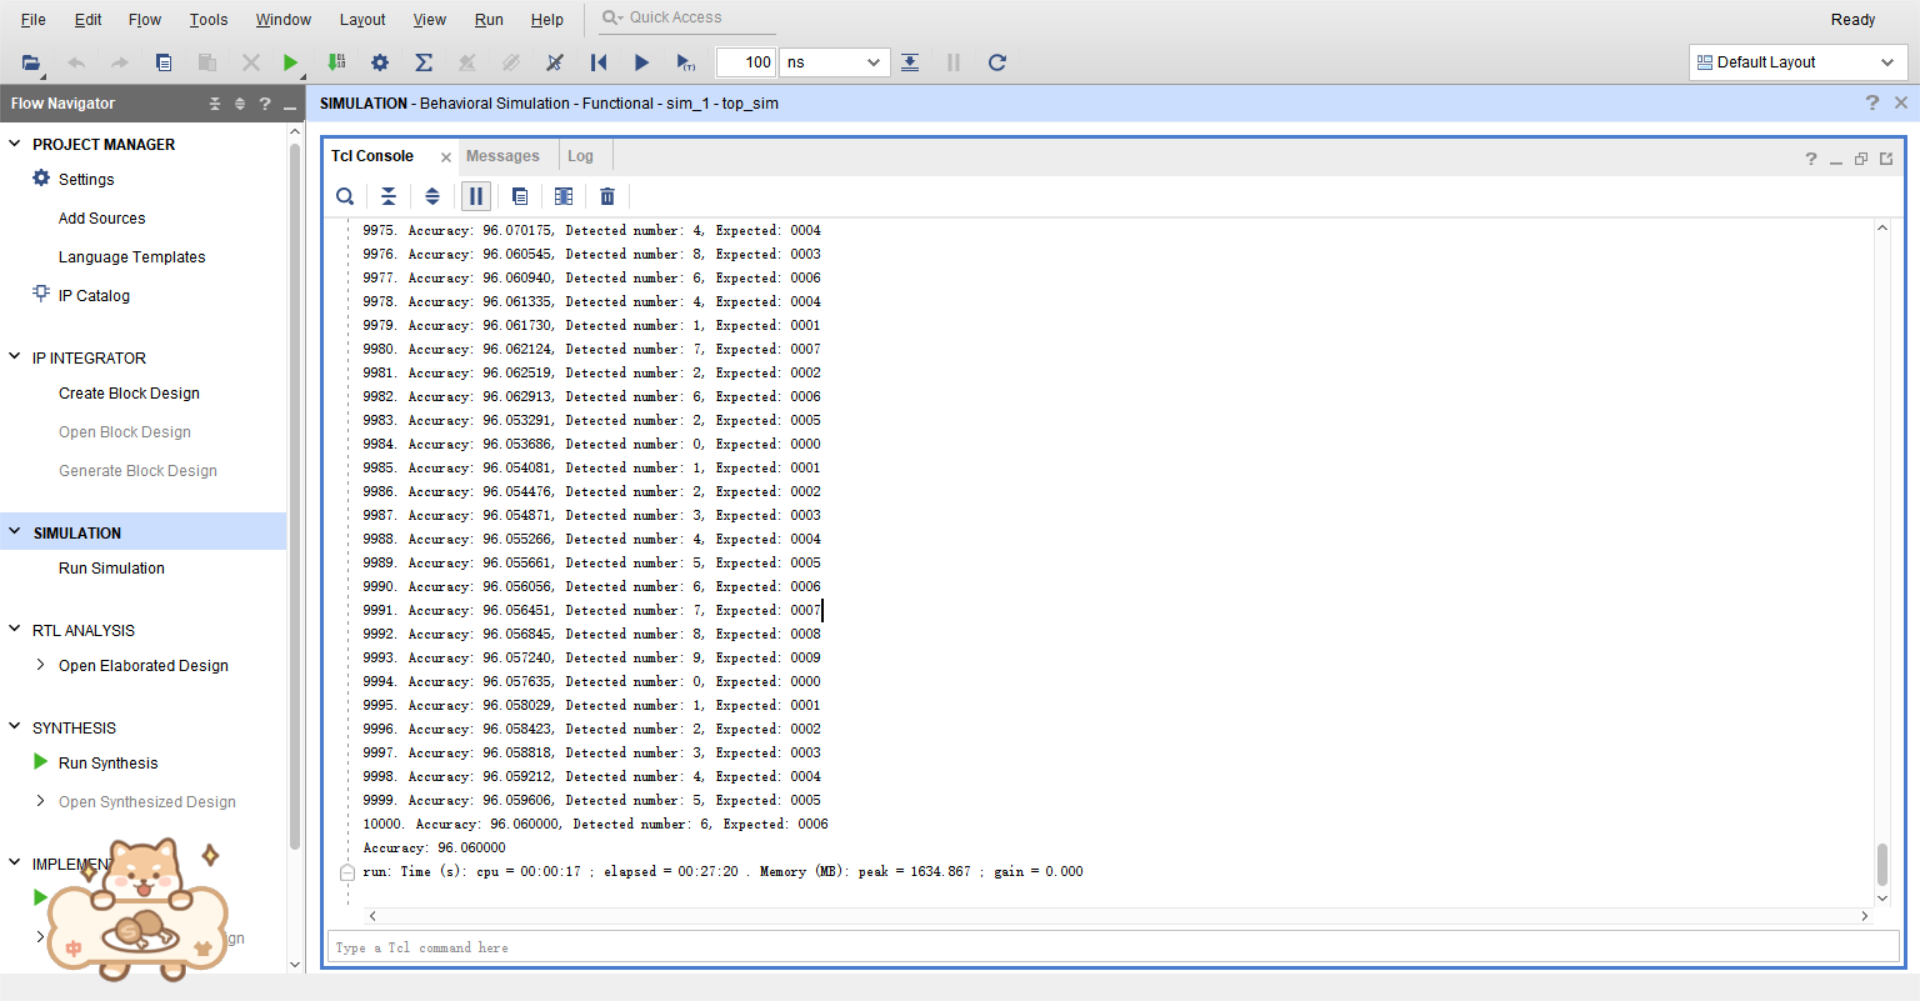 File Edit Flow Tools Window Layout View Run Help Quick Access Ready
100 ns Default Layout
Flow Navigator
SIMULATION - Behavioral Simulation - Functional - sim_1 - top_sim
PROJECT MANAGER
Settings
Add Sources
Language Templates
IP Catalog
IP INTEGRATOR
Create Block Design
Open Block Design
Generate Block Design
SIMULATION
Run Simulation
RTL ANALYSIS
Open Elaborated Design
SYNTHESIS
Run Synthesis
Open Synthesized Design
IMPLEMEN
gn
中
Tcl Console Messages Log
9975. Accuracy: 96.070175, Detected number: 4, Expected: 0004
9976. Accuracy: 96.060545, Detected number: 8, Expected: 0003
9977. Accuracy: 96.060940, Detected number: 6, Expected: 0006
9978. Accuracy: 96.061335, Detected number: 4, Expected: 0004
9979. Accuracy: 96.061730, Detected number: 1, Expected: 0001
9980. Accuracy: 96.062124, Detected number: 7, Expected: 0007
9981. Accuracy: 96.062519, Detected number: 2, Expected: 0002
9982. Accuracy: 96.062913, Detected number: 6, Expected: 0006
9983. Accuracy: 96.053291, Detected number: 2, Expected: 0005
9984. Accuracy: 96.053686, Detected number: 0, Expected: 0000
9985. Accuracy: 96.054081, Detected number: 1, Expected: 0001
9986. Accuracy: 96.054476, Detected number: 2, Expected: 0002
9987. Accuracy: 96.054871, Detected number: 3, Expected: 0003
9988. Accuracy: 96.055266, Detected number: 4, Expected: 0004
9989. Accuracy: 96.055661, Detected number: 5, Expected: 0005
9990. Accuracy: 96.056056, Detected number: 6, Expected: 0006
9991. Accuracy: 96.056451, Detected number: 7, Expected: 0007
9992. Accuracy: 96.056845, Detected number: 8, Expected: 0008
9993. Accuracy: 96.057240, Detected number: 9, Expected: 0009
9994. Accuracy: 96.057635, Detected number: 0, Expected: 0000
9995. Accuracy: 96.058029, Detected number: 1, Expected: 0001
9996. Accuracy: 96.058423, Detected number: 2, Expected: 0002
9997. Accuracy: 96.058818, Detected number: 3, Expected: 0003
9998. Accuracy: 96.059212, Detected number: 4, Expected: 0004
9999. Accuracy: 96.059606, Detected number: 5, Expected: 0005
10000. Accuracy: 96.060000, Detected number: 6, Expected: 0006
Accuracy: 96.060000
run: Time (s): cpu = 00:00:17 ; elapsed = 00:27:20 . Memory (MB): peak = 1634.867 ; gain = 0.000
Type a Tcl command here